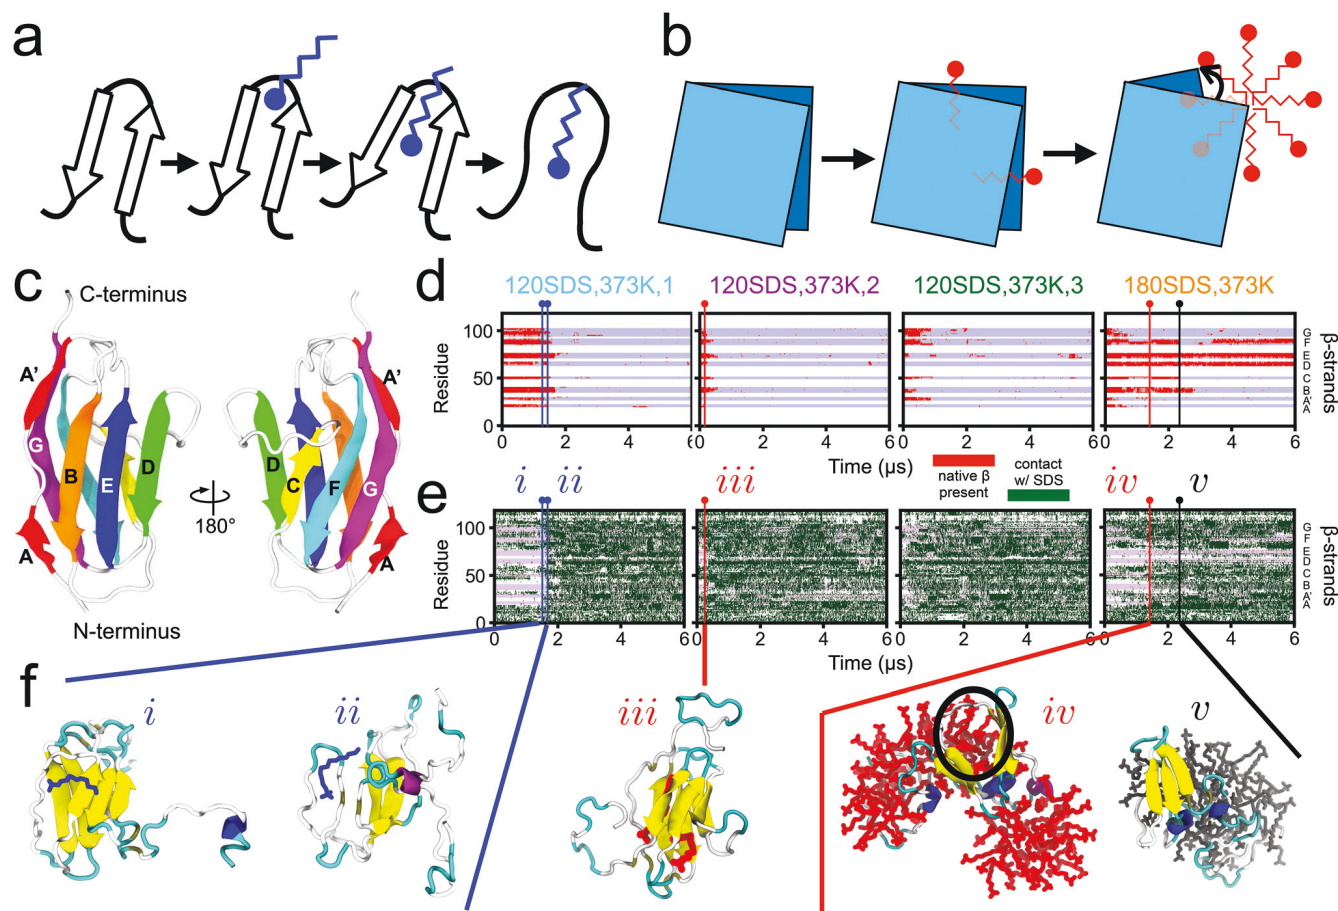 a
b
c
C-terminus
A'
A'
G
B
E
D
D
C
F
G
180°
A
A
N-terminus
d
120SDS,373K,1
120SDS,373K,2
120SDS,373K,3
180SDS,373K
Residue
100
50
0
0 2 4 6
0 2 4 6
0 2 4 6
0 2 4 6
Time (µs)
G
F
E
D
C
B
A'
A
β-strands
native β
present
contact
w/ SDS
i
ii
iii
iv
v
e
Residue
100
50
0
0 2 4 6
0 2 4 6
0 2 4 6
0 2 4 6
Time (µs)
G
F
E
D
C
B
A'
A
β-strands
f
i
ii
iii
iv
v